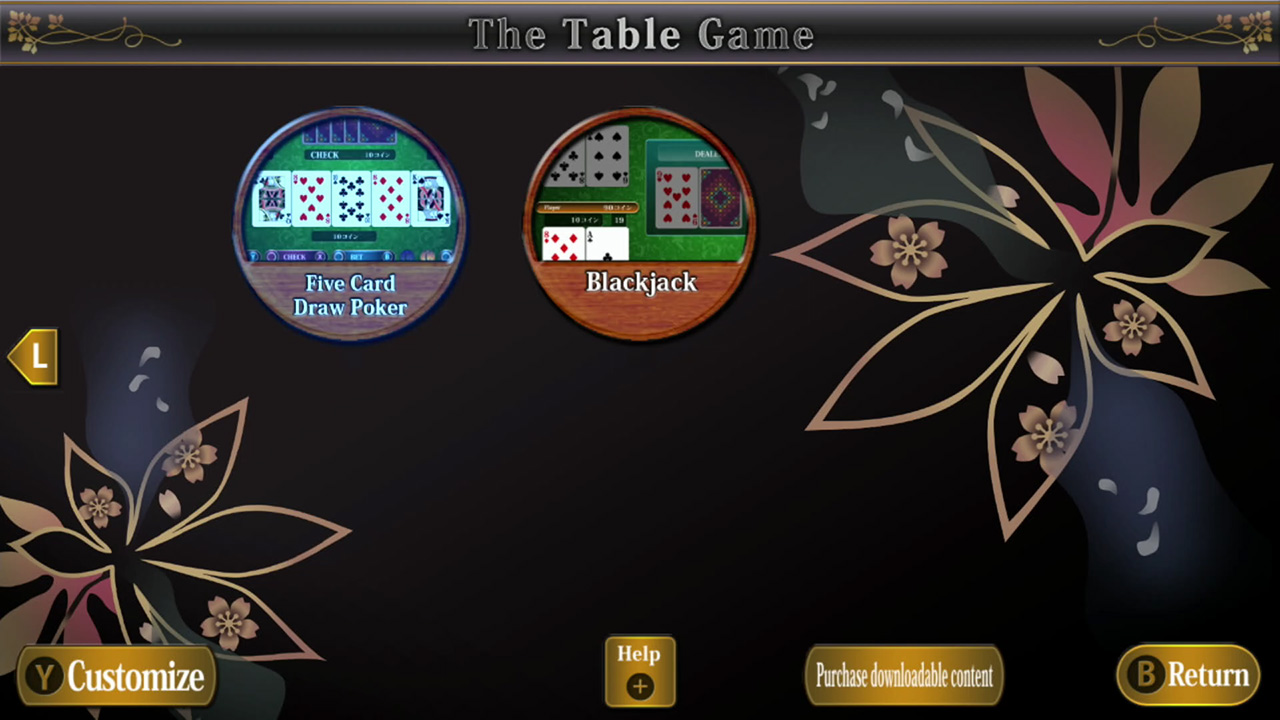 The Table Game
CHECK 10コイン
10コイン
CHECK
BET
Five Card
Draw Poker
DEAL
Player 90コイン
10コイン 19
Blackjack
L
Y Customize
Help
+
Purchase downloadable content
B Return